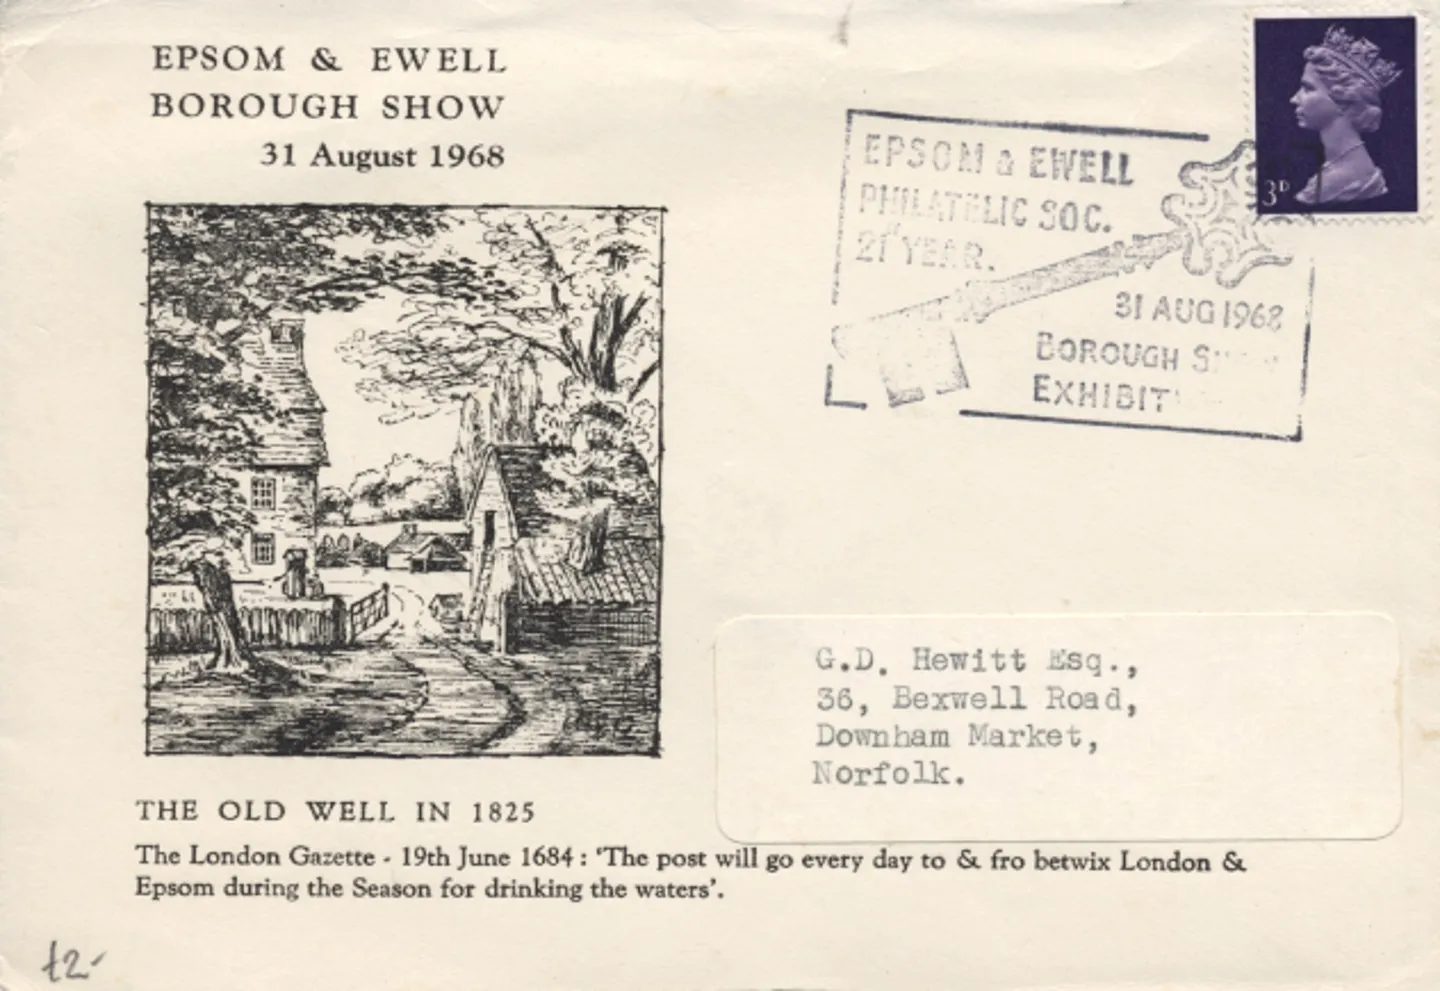 EPSOM & EWELL
BOROUGH SHOW
31 August 1968
EPSOM & EWELL
PHILATELIC SOC.
21ST YEAR.
31 AUG 1968
BOROUGH
3D
G.D. Hewitt Esq.,
36, Bexwell Road,
Downham Market,
Norfolk.
THE OLD WELL IN 1825
The London Gazette - 19th June 1684 : 'The post will go every day to & fro betwix London &
Epsom during the Season for drinking the waters'.
£2-